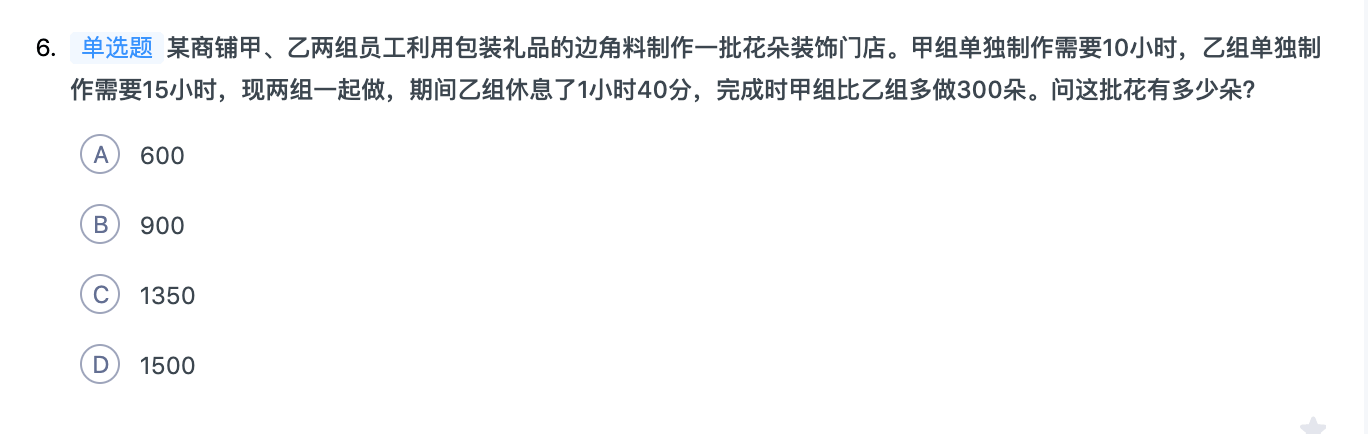 6. 单选题 某商铺甲、乙两组员工利用包装礼品的边角料制作一批花朵装饰门店。甲组单独制作需要10小时，乙组单独制
作需要15小时，现两组一起做，期间乙组休息了1小时40分，完成时甲组比乙组多做300朵。问这批花有多少朵？
A 600
B 900
C 1350
D 1500